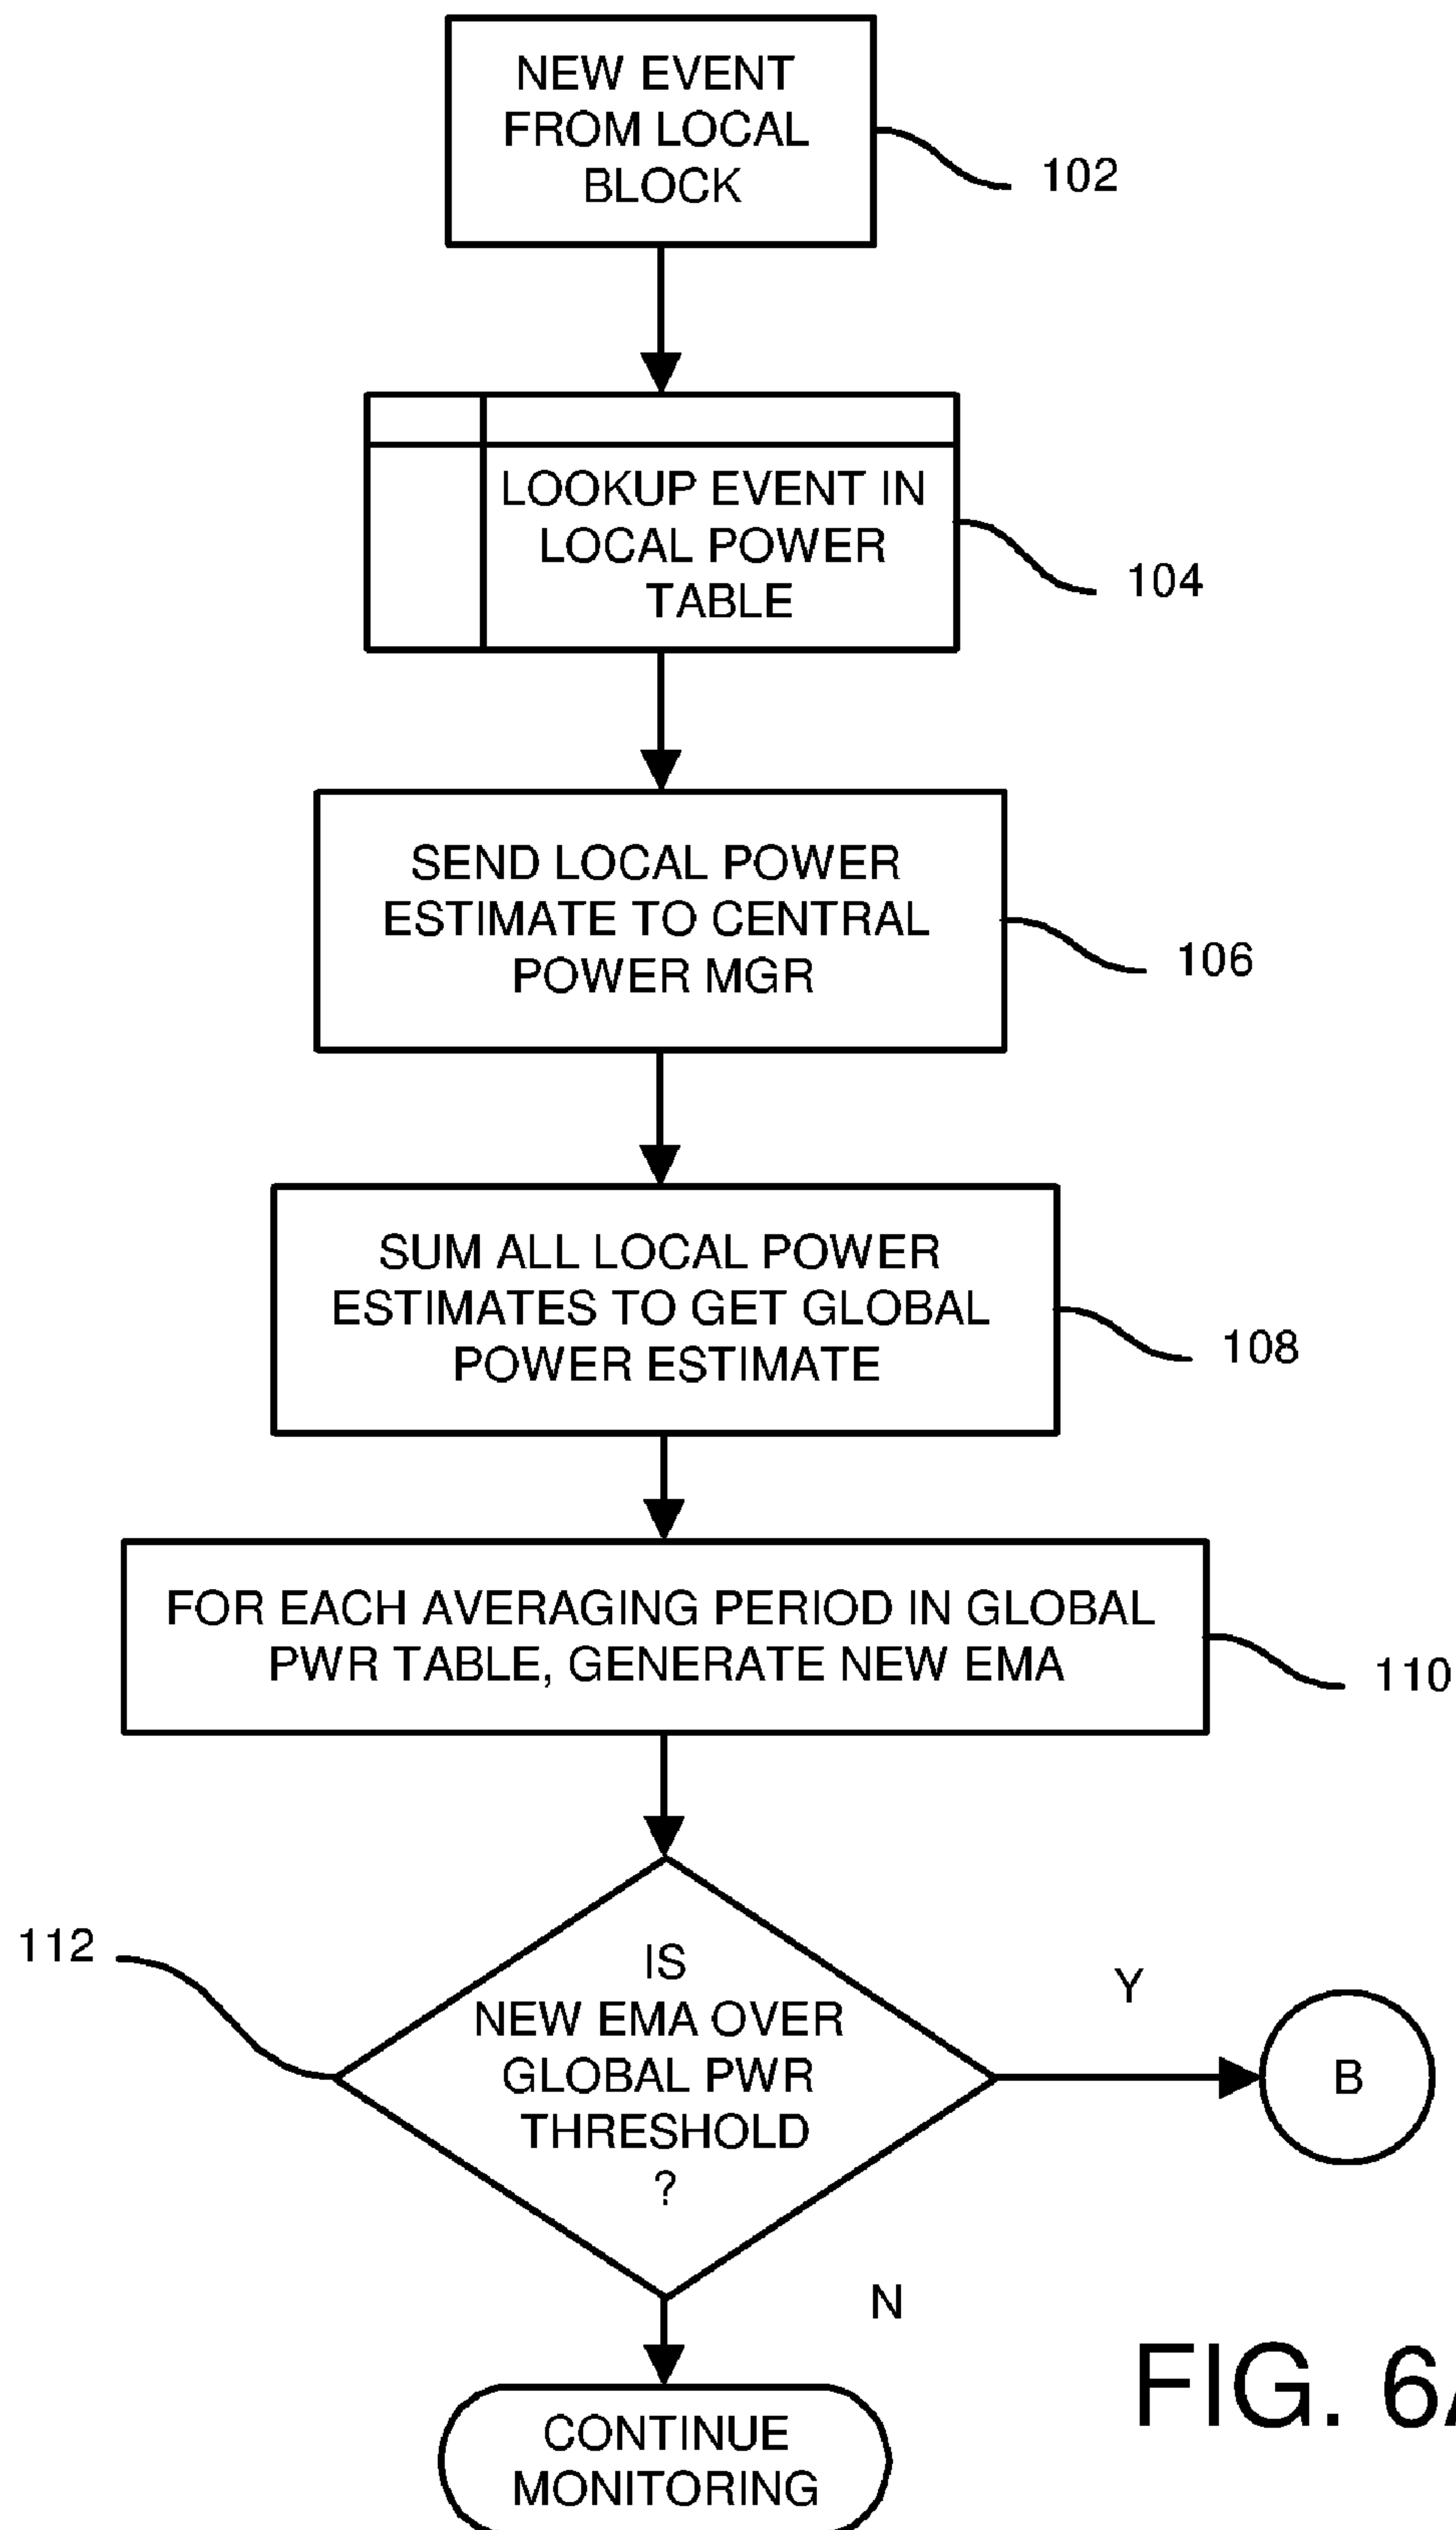 NEW EVENT
FROM LOCAL
BLOCK
102
LOOKUP EVENT IN
LOCAL POWER
TABLE
104
SEND LOCAL POWER
ESTIMATE TO CENTRAL
POWER MGR
106
SUM ALL LOCAL POWER
ESTIMATES TO GET GLOBAL
POWER ESTIMATE
108
FOR EACH AVERAGING PERIOD IN GLOBAL
PWR TABLE, GENERATE NEW EMA
110
112
IS
NEW EMA OVER
GLOBAL PWR
THRESHOLD
?
Y
B
N
CONTINUE
MONITORING
FIG. 6A